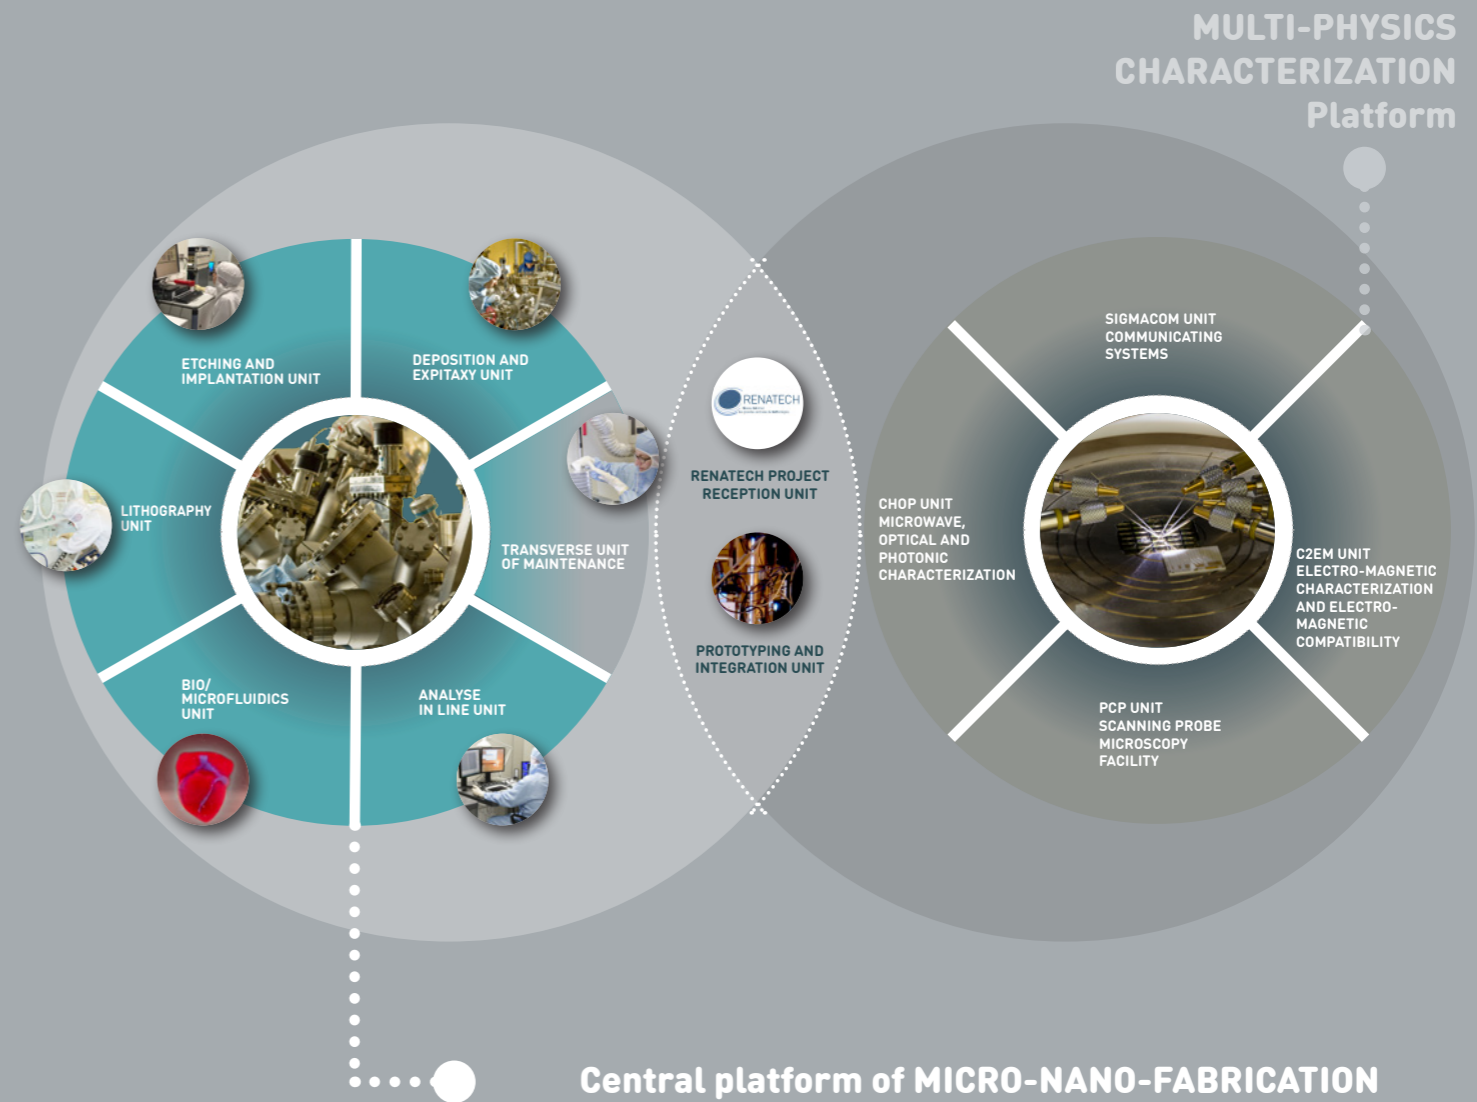 MULTI-PHYSICS
CHARACTERIZATION
Platform
ETCHING AND
IMPLANTATION UNIT
DEPOSITION AND
EXPITAXY UNIT
LITHOGRAPHY
UNIT
TRANSVERSE UNIT
OF MAINTENANCE
BIO/
MICROFLUIDICS
UNIT
ANALYSE
IN LINE UNIT
RENATECH
RENATECH PROJECT
RECEPTION UNIT
PROTOTYPING AND
INTEGRATION UNIT
SIGMACOM UNIT
COMMUNICATING
SYSTEMS
CHOP UNIT
MICROWAVE,
OPTICAL AND
PHOTONIC
CHARACTERIZATION
C2EM UNIT
ELECTRO-MAGNETIC
CHARACTERIZATION
AND ELECTRO-
MAGNETIC
COMPATIBILITY
PCP UNIT
SCANNING PROBE
MICROSCOPY
FACILITY
Central platform of MICRO-NANO-FABRICATION